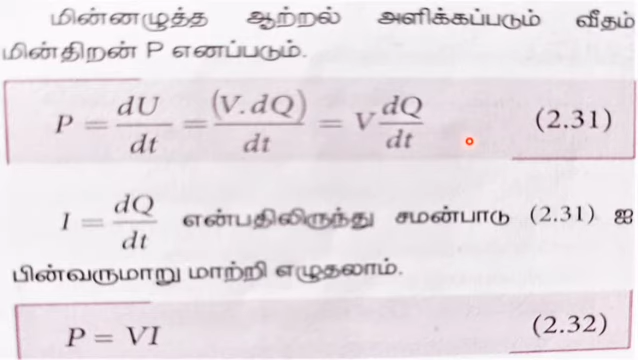 மின்னழுத்த ஆற்றல் அளிக்கப்படும் வீதம்
மின்திறன் P எனப்படும்.
P = dU/dt = (V.dQ)/dt = V dQ/dt (2.31)
I = dQ/dt என்பதிலிருந்து சமன்பாடு (2.31) ஐ
பின்வருமாறு மாற்றி எழுதலாம்.
P = VI (2.32)